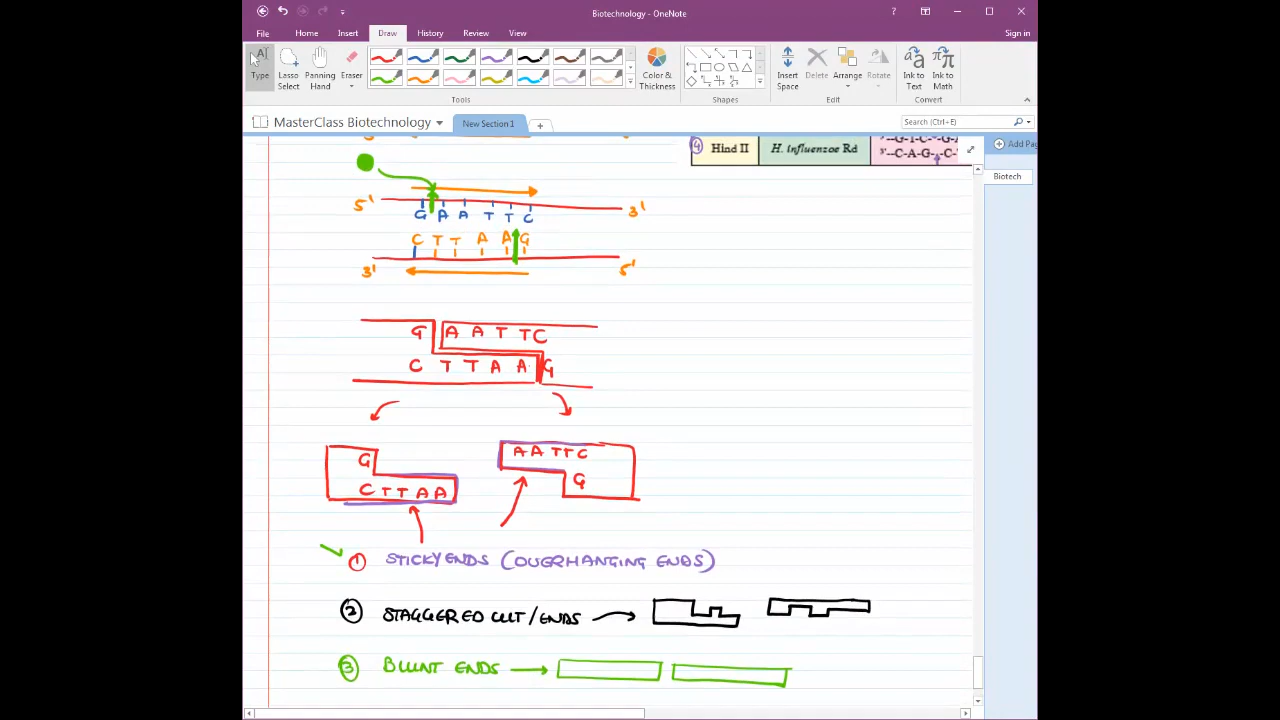 Biotechnology - OneNote
? Sign in
File Home Insert Draw History Review View
Type Lasso Select Panning Hand Eraser Color & Thickness Insert Space Delete Arrange Rotate Ink to Text Ink to Math
Tools Shapes Edit Convert
MasterClass Biotechnology New Section 1 Search (Ctrl+E)
Add Pag
Biotech
4 Hind II H. influenzoe Rd
-G-T-C-
-C-A-G-
5' 3'
G A A T T C
C T T A A G
3' 5'
G A A T T C
C T T A A G
G A A T T C
C T T A A G
1 STICKY ENDS (OVERHANGING ENDS)
2 STAGGERED CUT/ENDS
3 BLUNT ENDS